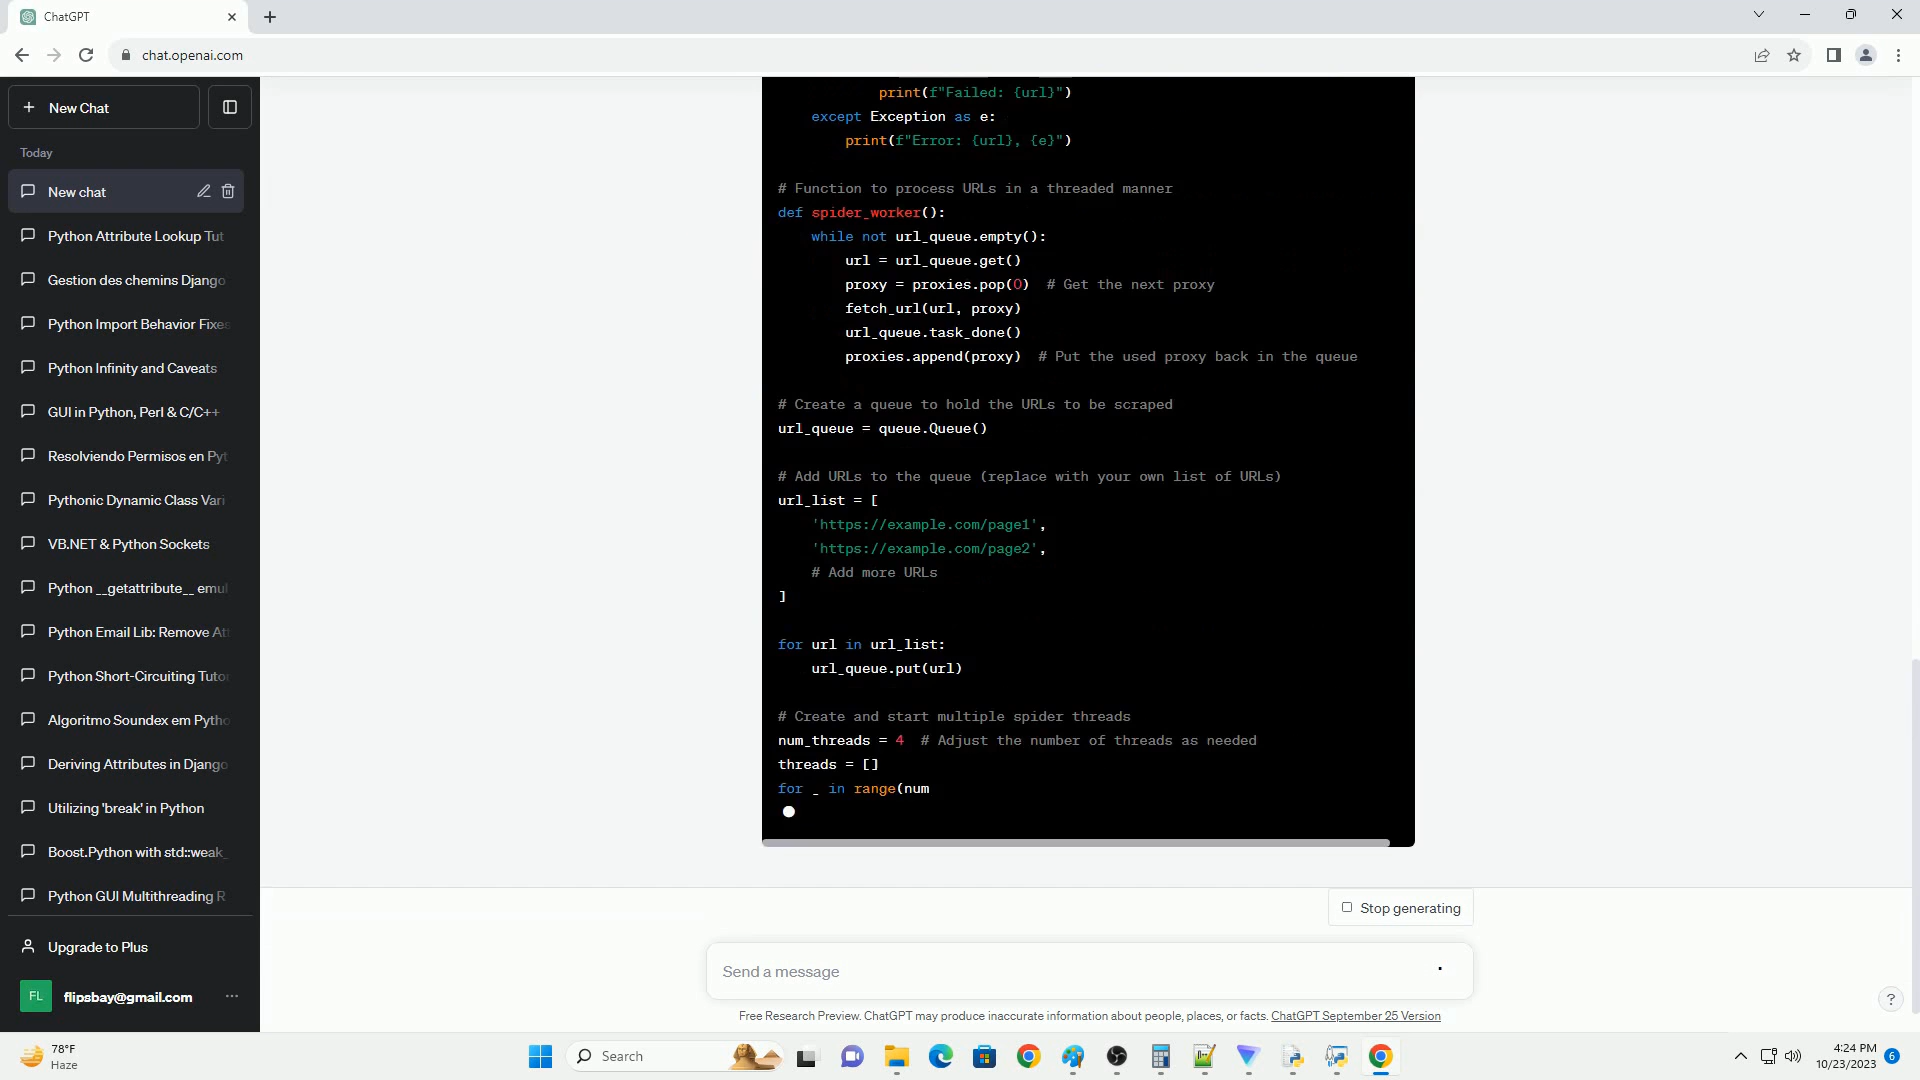 ChatGPT
chat.openai.com
New Chat
Today
New chat
Python Attribute Lookup Tut
Gestion des chemins Django
Python Import Behavior Fixes
Python Infinity and Caveats
GUI in Python, Perl & C/C++
Resolviendo Permisos en Pyt
Pythonic Dynamic Class Vari
VB.NET & Python Sockets
Python __getattribute__ emul
Python Email Lib: Remove Att
Python Short-Circuiting Tutor
Algoritmo Soundex em Pytho
Deriving Attributes in Django
Utilizing 'break' in Python
Boost.Python with std::weak_
Python GUI Multithreading R
Upgrade to Plus
FL flipsbay@gmail.com
print(f"Failed: {url}")
except Exception as e:
print(f"Error: {url}, {e}")
# Function to process URLs in a threaded manner
def spider_worker():
while not url_queue.empty():
url = url_queue.get()
proxy = proxies.pop(0)  # Get the next proxy
fetch_url(url, proxy)
url_queue.task_done()
proxies.append(proxy)  # Put the used proxy back in the queue
# Create a queue to hold the URLs to be scraped
url_queue = queue.Queue()
# Add URLs to the queue (replace with your own list of URLs)
url_list = [
'https://example.com/page1',
'https://example.com/page2',
# Add more URLs
]
for url in url_list:
url_queue.put(url)
# Create and start multiple spider threads
num_threads = 4  # Adjust the number of threads as needed
threads = []
for _ in range(num
Stop generating
Send a message
Free Research Preview. ChatGPT may produce inaccurate information about people, places, or facts. ChatGPT September 25 Version
?
78°F
Haze
Search
4:24 PM
10/23/2023
6